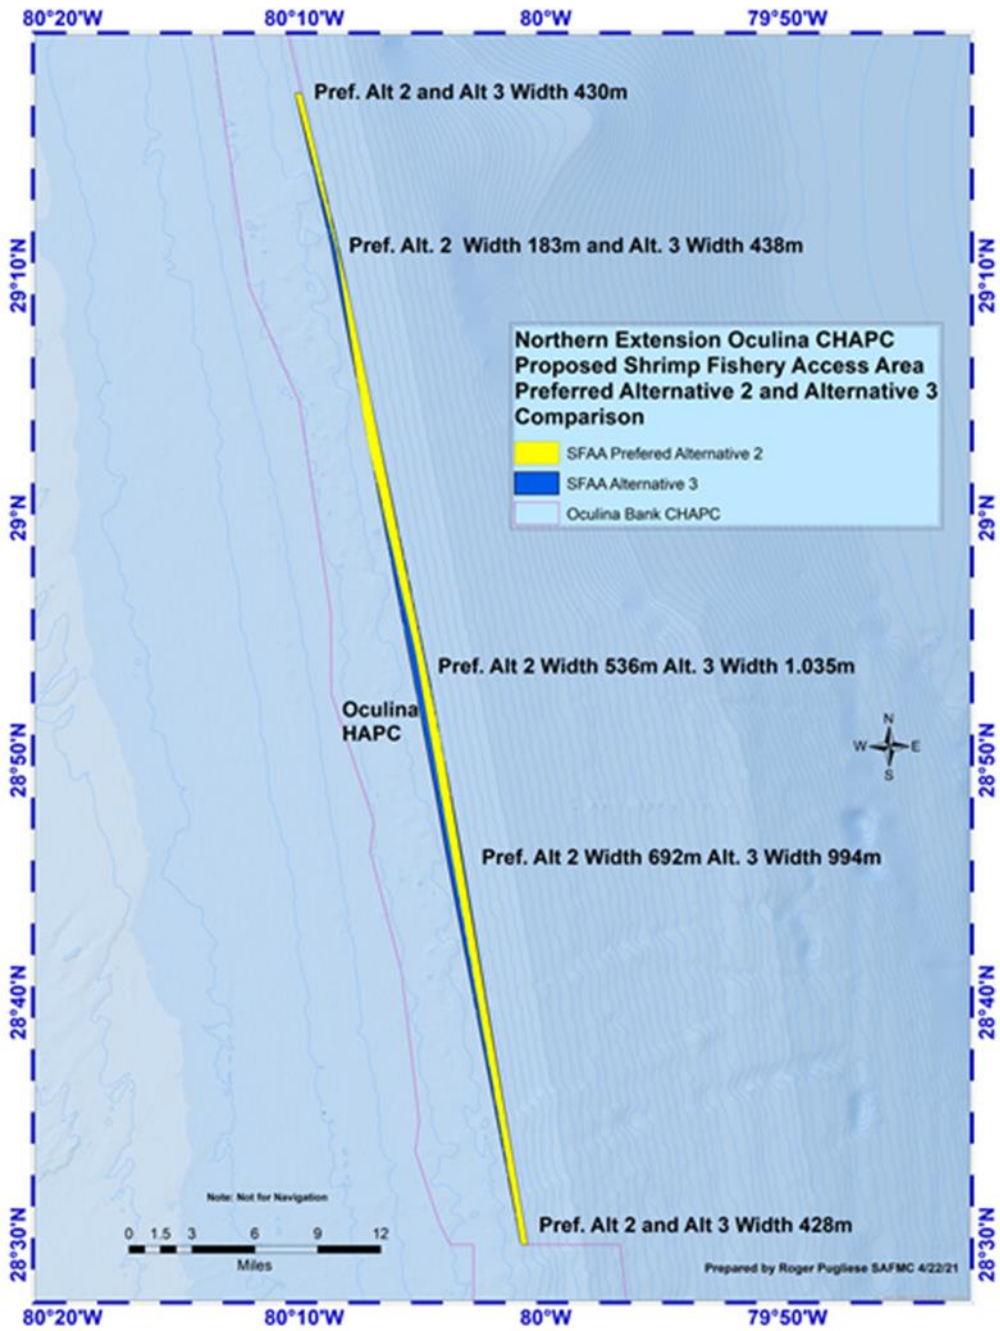 80°20'W 80°10'W 80°W 79°50'W
Pref. Alt 2 and Alt 3 Width 430m
Pref. Alt. 2 Width 183m and Alt. 3 Width 438m
29°10'N 29°10'N
Northern Extension Oculina CHAPC
Proposed Shrimp Fishery Access Area
Preferred Alternative 2 and Alternative 3
Comparison
SFAA Prefered Alternative 2
SFAA Alternative 3
Oculina Bank CHAPC
29°N 29°N
Pref. Alt 2 Width 536m Alt. 3 Width 1.035m
Oculina
HAPC
N
W E
S
28°50'N 28°50'N
Pref. Alt 2 Width 692m Alt. 3 Width 994m
28°40'N 28°40'N
Note: Not for Navigation
Pref. Alt 2 and Alt 3 Width 428m
28°30'N 28°30'N
0 1.5 3 6 9 12
Miles
Prepared by Roger Pugliese SAFMC 4/22/21
80°20'W 80°10'W 80°W 79°50'W